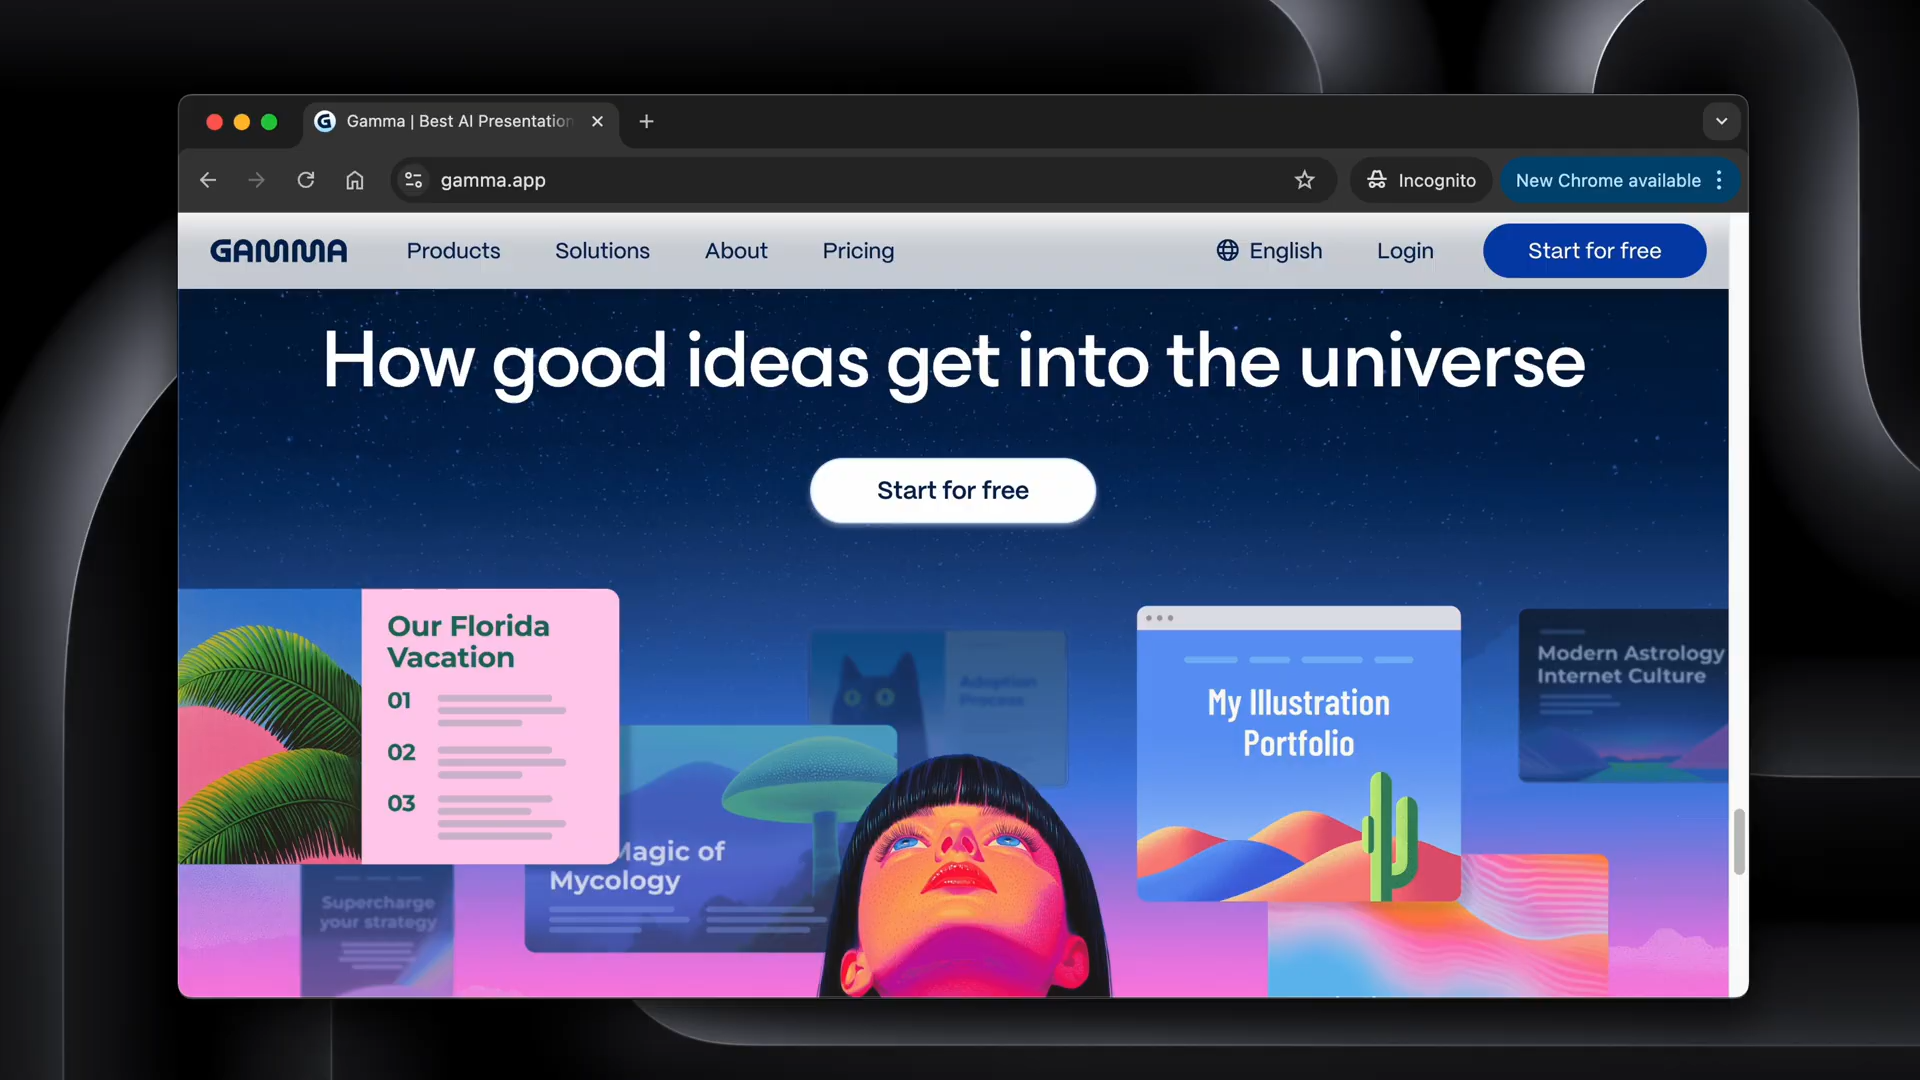 Gamma | Best AI Presentation
gamma.app
Incognito
New Chrome available
GAMMA
Products
Solutions
About
Pricing
English
Login
Start for free
How good ideas get into the universe
Start for free
Our Florida
Vacation
01
02
03
Adoption
Process
Magic of
Mycology
Supercharge
your strategy
My Illustration
Portfolio
Modern Astrology
Internet Culture